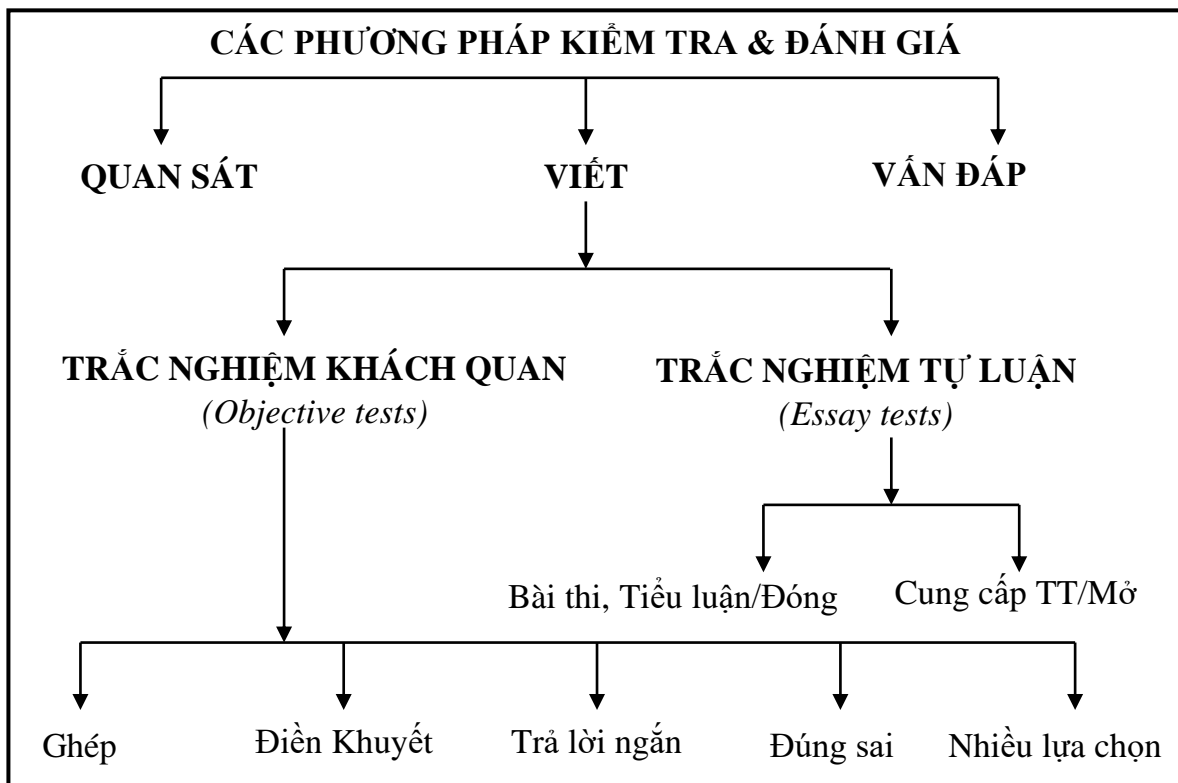 CÁC PHƯƠNG PHÁP KIỂM TRA & ĐÁNH GIÁ
QUAN SÁT
VIẾT
VẤN ĐÁP
TRẮC NGHIỆM KHÁCH QUAN
(Objective tests)
TRẮC NGHIỆM TỰ LUẬN
(Essay tests)
Bài thi, Tiểu luận/Đóng
Cung cấp TT/Mở
Ghép
Điền Khuyết
Trả lời ngắn
Đúng sai
Nhiều lựa chọn